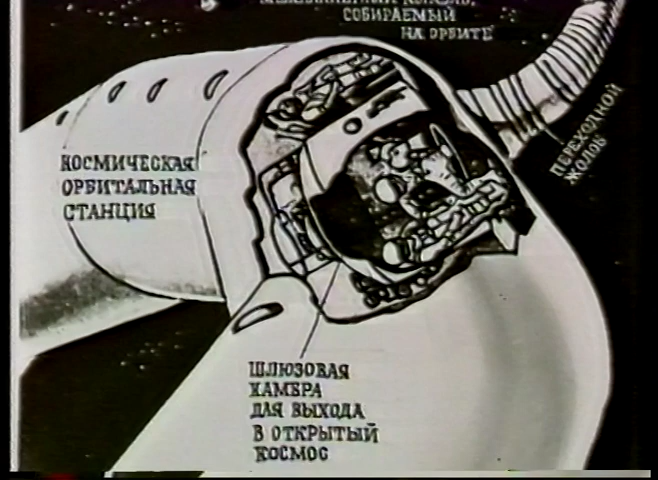 СОБИРАЕМЫЙ
НА ОРБИТЕ
ПЕРЕХОДНОЙ
ЖОЛОБ
КОСМИЧЕСКАЯ
ОРБИТАЛЬНАЯ
СТАНЦИЯ
ШЛЮЗОВАЯ
КАМЕРА
ДЛЯ ВЫХОДА
В ОТКРЫТЫЙ
КОСМОС